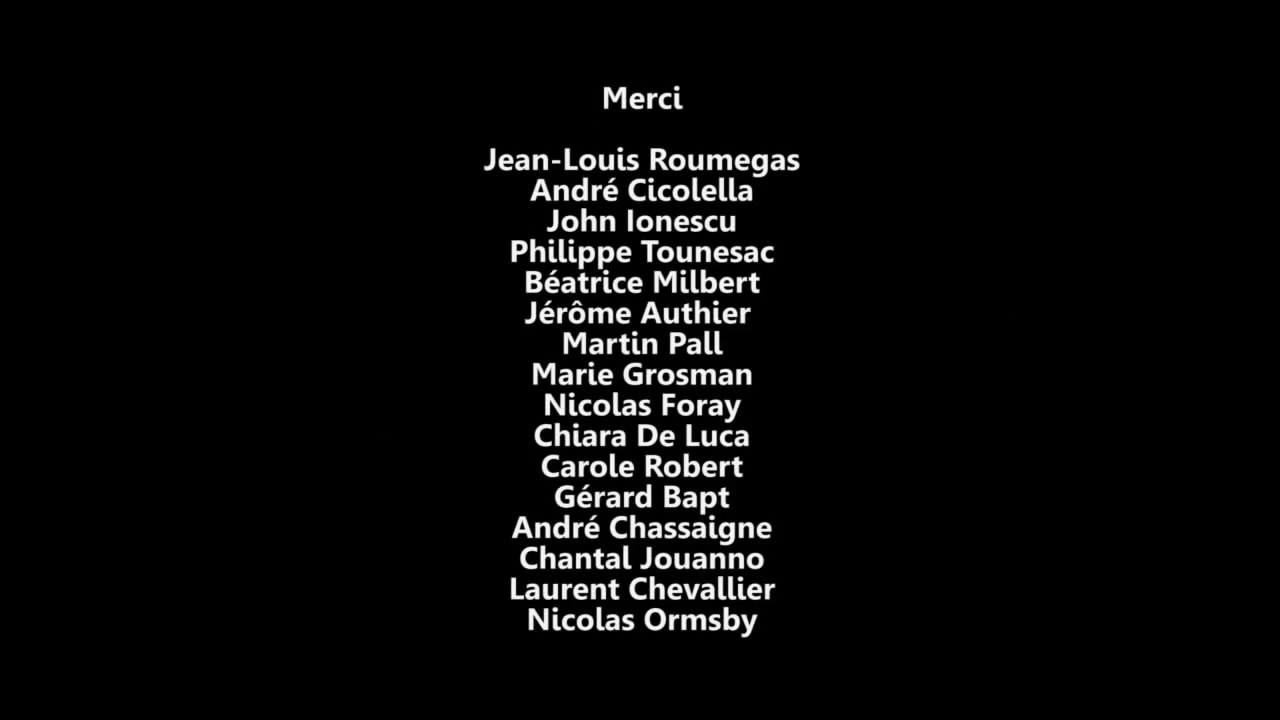 Merci
Jean-Louis Roumegas
André Cicolella
John Ionescu
Philippe Tounesac
Béatrice Milbert
Jérôme Authier
Martin Pall
Marie Grosman
Nicolas Foray
Chiara De Luca
Carole Robert
Gérard Bapt
André Chassaigne
Chantal Jouanno
Laurent Chevallier
Nicolas Ormsby